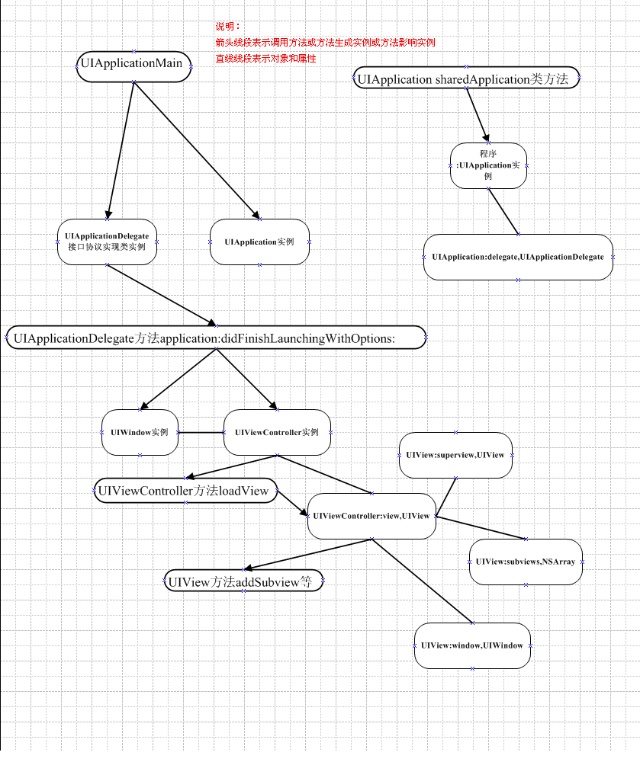 说明：
箭头线段表示调用方法或方法生成实例或方法影响实例
直线线段表示对象和属性
UIApplicationMain
UIApplication sharedApplication类方法
程序
:UIApplication实
例
UIApplicationDelegate
接口协议实现类实例
UIApplication实例
UIApplication:delegate,UIApplicationDelegate
UIApplicationDelegate方法application:didFinishLaunchingWithOptions:
UIWindow实例
UIViewController实例
UIView:superview,UIView
UIViewController方法loadView
UIViewController:view,UIView
UIView:subviews,NSArray
UIView方法addSubview等
UIView:window,UIWindow